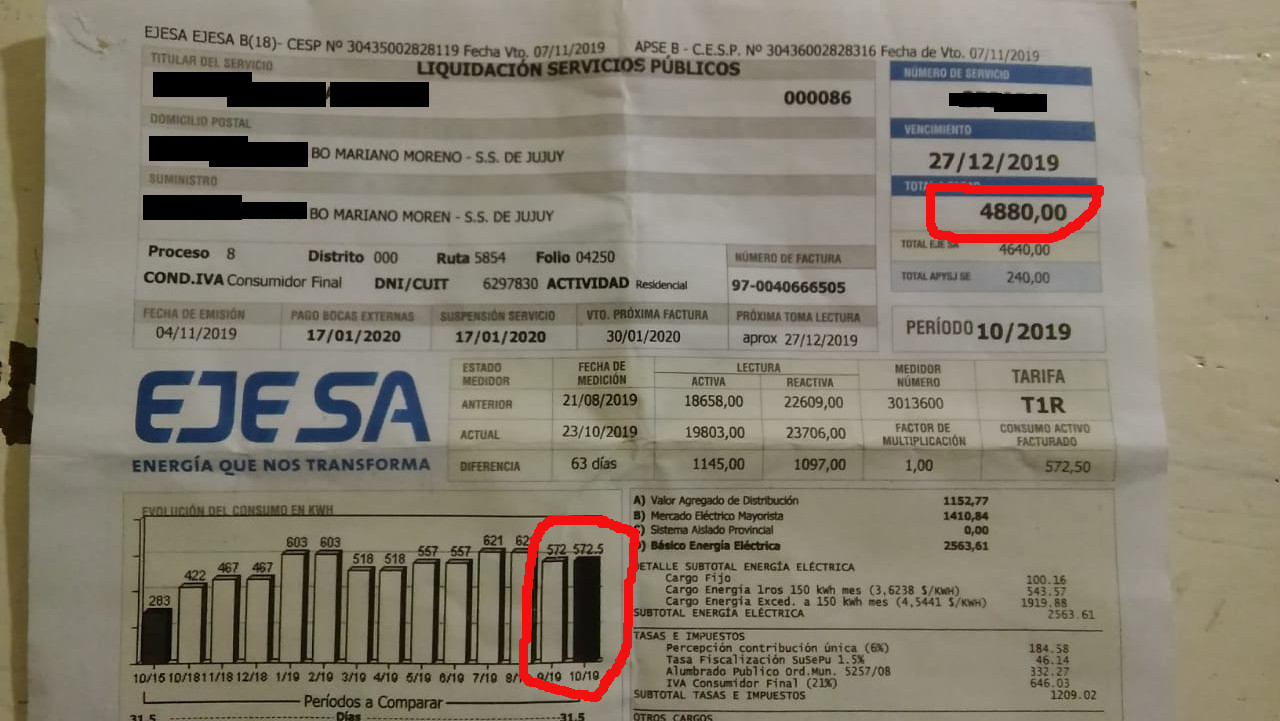 EJESA EJESA B(18)- CESP Nº 30435002828119 Fecha Vto. 07/11/2019 APSE B - C.E.S.P. Nº 30436002828316 Fecha de Vto. 07/11/2019
TITULAR DEL SERVICIO
LIQUIDACIÓN SERVICIOS PÚBLICOS
000086
NÚMERO DE SERVICIO
DOMICILIO POSTAL
BO MARIANO MORENO - S.S. DE JUJUY
VENCIMIENTO
27/12/2019
SUMINISTRO
BO MARIANO MOREN - S.S. DE JUJUY
4880,00
TOTAL EJESA 4640,00
TOTAL APYSJ SE 240,00
Proceso 8 Distrito 000 Ruta 5854 Folio 04250
NÚMERO DE FACTURA
COND.IVA Consumidor Final DNI/CUIT 6297830 ACTIVIDAD Residencial
97-0040666505
FECHA DE EMISIÓN PAGO BOCAS EXTERNAS SUSPENSIÓN SERVICIO VTO. PRÓXIMA FACTURA PRÓXIMA TOMA LECTURA
04/11/2019 17/01/2020 17/01/2020 30/01/2020 aprox 27/12/2019
PERÍODO 10/2019
EJESA
ENERGÍA QUE NOS TRANSFORMA
ESTADO MEDIDOR FECHA DE MEDICIÓN LECTURA ACTIVA REACTIVA MEDIDOR NÚMERO TARIFA
ANTERIOR 21/08/2019 18658,00 22609,00 3013600 T1R
ACTUAL 23/10/2019 19803,00 23706,00 FACTOR DE MULTIPLICACIÓN CONSUMO ACTIVO FACTURADO
DIFERENCIA 63 días 1145,00 1097,00 1,00 572,50
EVOLUCIÓN DEL CONSUMO EN KWH
283 422 467 467 603 603 518 518 557 557 621 572 572.5
10/15 10/18 11/18 12/18 1/19 2/19 3/19 4/19 5/19 6/19 7/19 9/19 10/19
Períodos a Comparar
31.5 Días 31.5
A) Valor Agregado de Distribución 1152,77
B) Mercado Eléctrico Mayorista 1410,84
C) Sistema Aislado Provincial 0,00
Básico Energía Eléctrica 2563,61
DETALLE SUBTOTAL ENERGÍA ELÉCTRICA
Cargo Fijo 100.16
Cargo Energía 1ros 150 kWh mes (3,6238 $/KWH) 543.57
Cargo Energía Exced. a 150 kWh mes (4,5441 $/KWH) 1919.88
SUBTOTAL ENERGÍA ELÉCTRICA 2563.61
TASAS E IMPUESTOS
Percepción contribución única (6%) 184.58
Tasa Fiscalización SuSePu 1.5% 46.14
Alumbrado Publico Ord.Mun. 5257/08 332.27
IVA Consumidor Final (21%) 646.03
SUBTOTAL TASAS E IMPUESTOS 1209.02
OTROS CARGOS